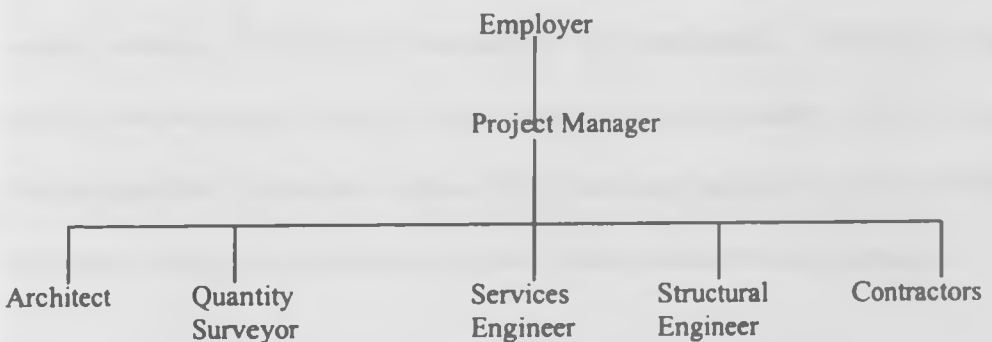 Employer
Project Manager
Architect
Quantity
Surveyor
Services
Engineer
Structural
Engineer
Contractors